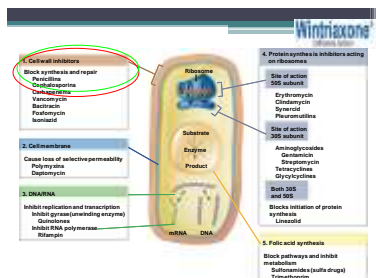 Wintriaxone
1. Cell wall inhibitors
Block synthesis and repair
Penicillins
Cephalosporins
Carbapenems
Vancomycin
Bacitracin
Fosfomycin
Isoniazid
2. Cell membrane
Cause loss of selective permeability
Polymyxins
Daptomycin
3. DNA/RNA
Inhibit replication and transcription
Inhibit gyrase (unwinding enzyme)
Quinolones
Inhibit RNA polymerase
Rifampin
Ribosome
Substrate
Enzyme
Product
mRNA DNA
4. Protein synthesis inhibitors acting
on ribosomes
Site of action
50S subunit
Erythromycin
Clindamycin
Synercid
Pleuromutilins
Site of action
30S subunit
Aminoglycosides
Gentamicin
Streptomycin
Tetracyclines
Glycylcyclines
Both 30S
and 50S
Blocks initiation of protein
synthesis
Linezolid
5. Folic acid synthesis
Block pathways and inhibit
metabolism
Sulfonamides (sulfa drugs)
Trimethoprim